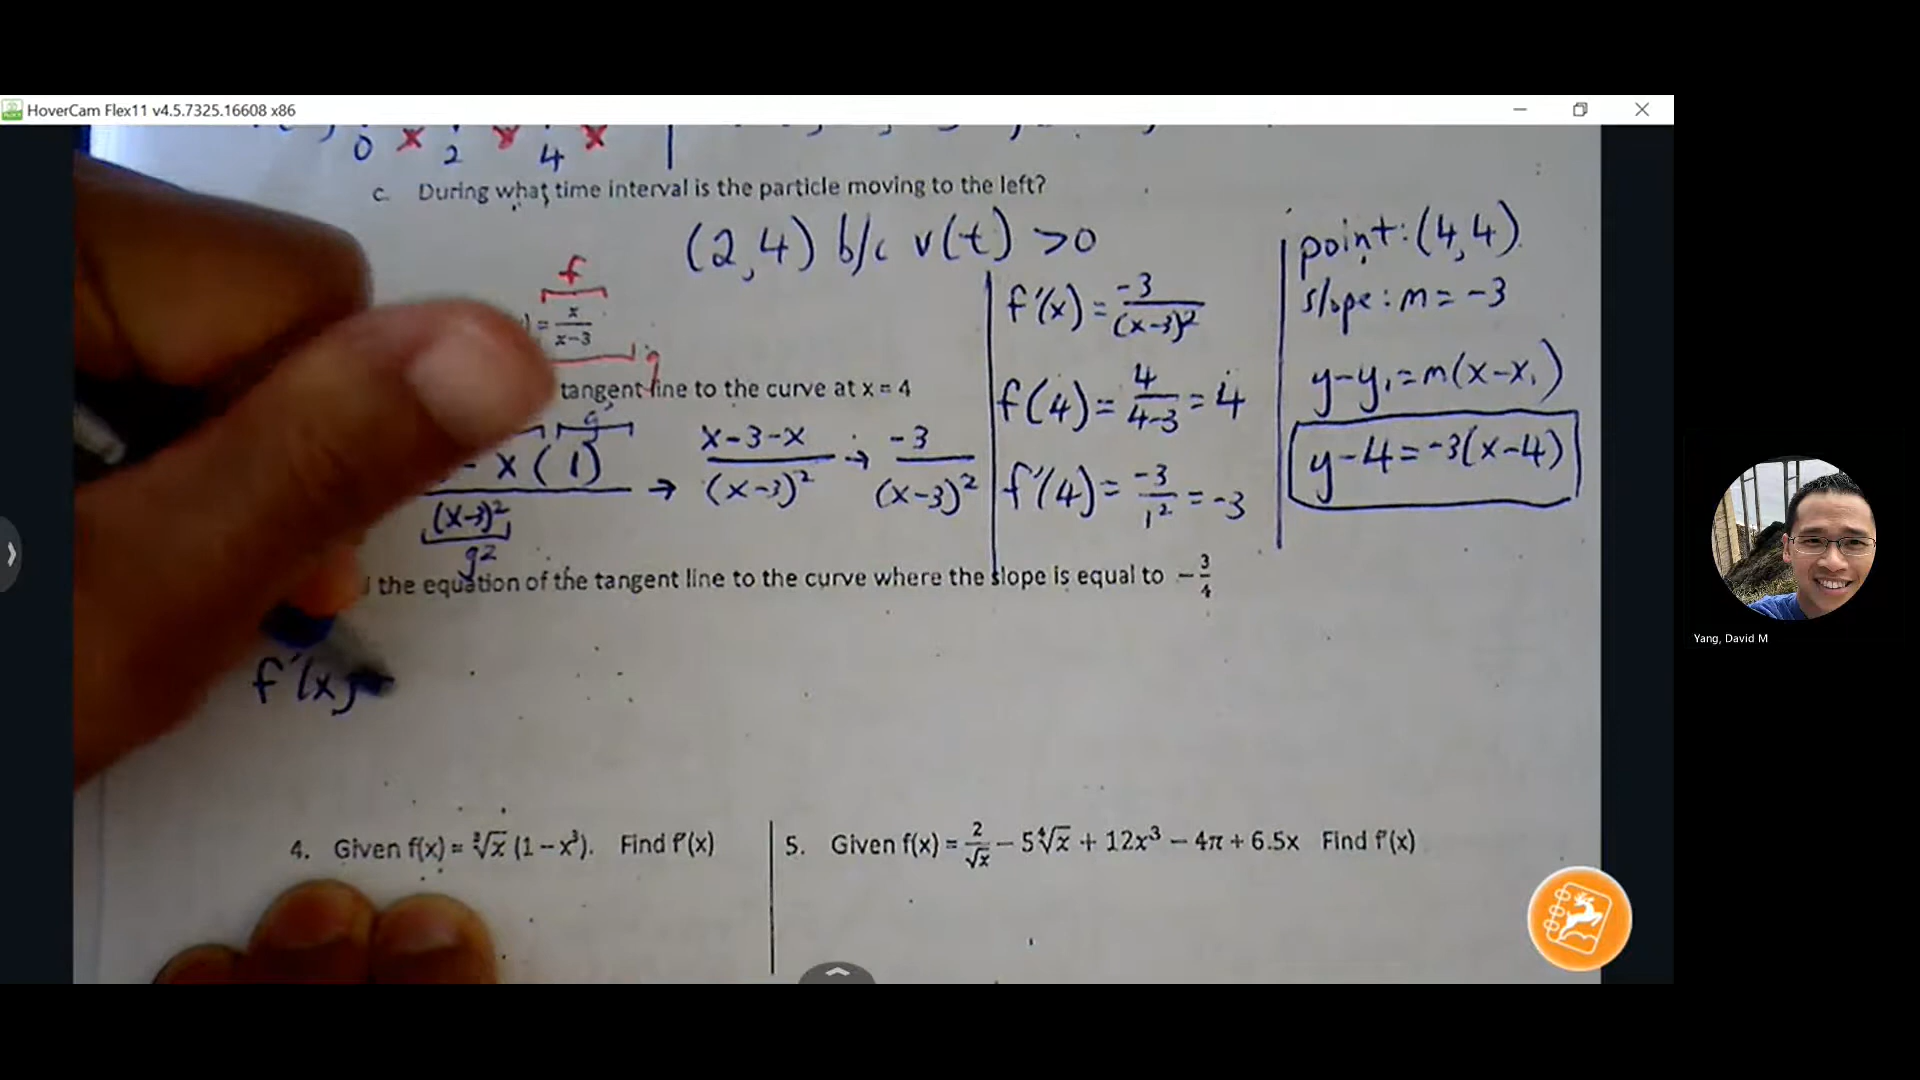 HoverCam Flex11 v4.5.7325.16608 x86
0 x 2 x 4 x
c. During what time interval is the particle moving to the left?
(2,4) b/c v(t) >0
f
) = x/(x-3)
g
tangent line to the curve at x = 4
g'
- x (1) → x-3-x → -3
(x-3)² (x-3)² (x-3)²
g²
f'(x) = -3/(x-3)²
f(4) = 4/(4-3) = 4
f'(4) = -3/1² = -3
point: (4,4)
slope: m = -3
y-y₁=m(x-x₁)
y-4=-3(x-4)
the equation of the tangent line to the curve where the slope is equal to -3/4
f'(x)=
4. Given f(x) = ∛x (1 – x³). Find f'(x)
5. Given f(x) = 2/√x – 5∜x + 12x³ – 4π + 6.5x Find f'(x)
Yang, David M